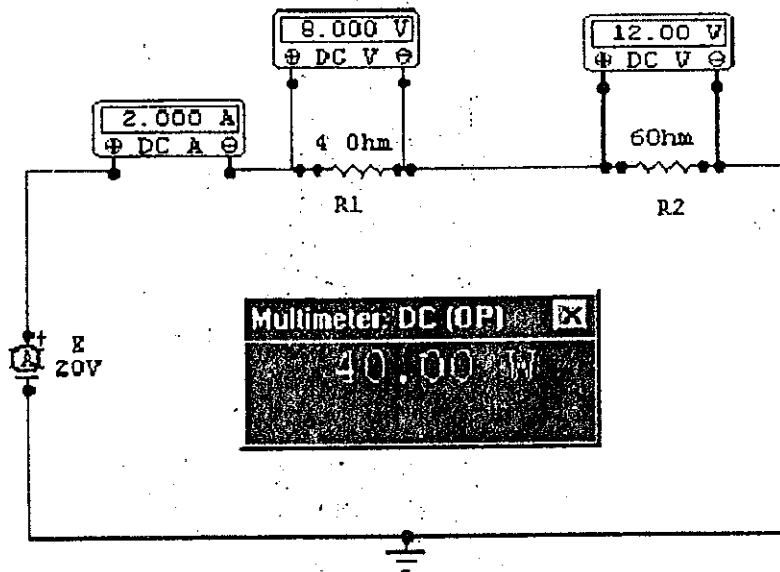 8.000 V
DC V
12.00 V
DC V
2.000 A
DC A
4 Ohm
6Ohm
R1
R2
Multimeter: DC (OP)
40.00 W
A
E
20V